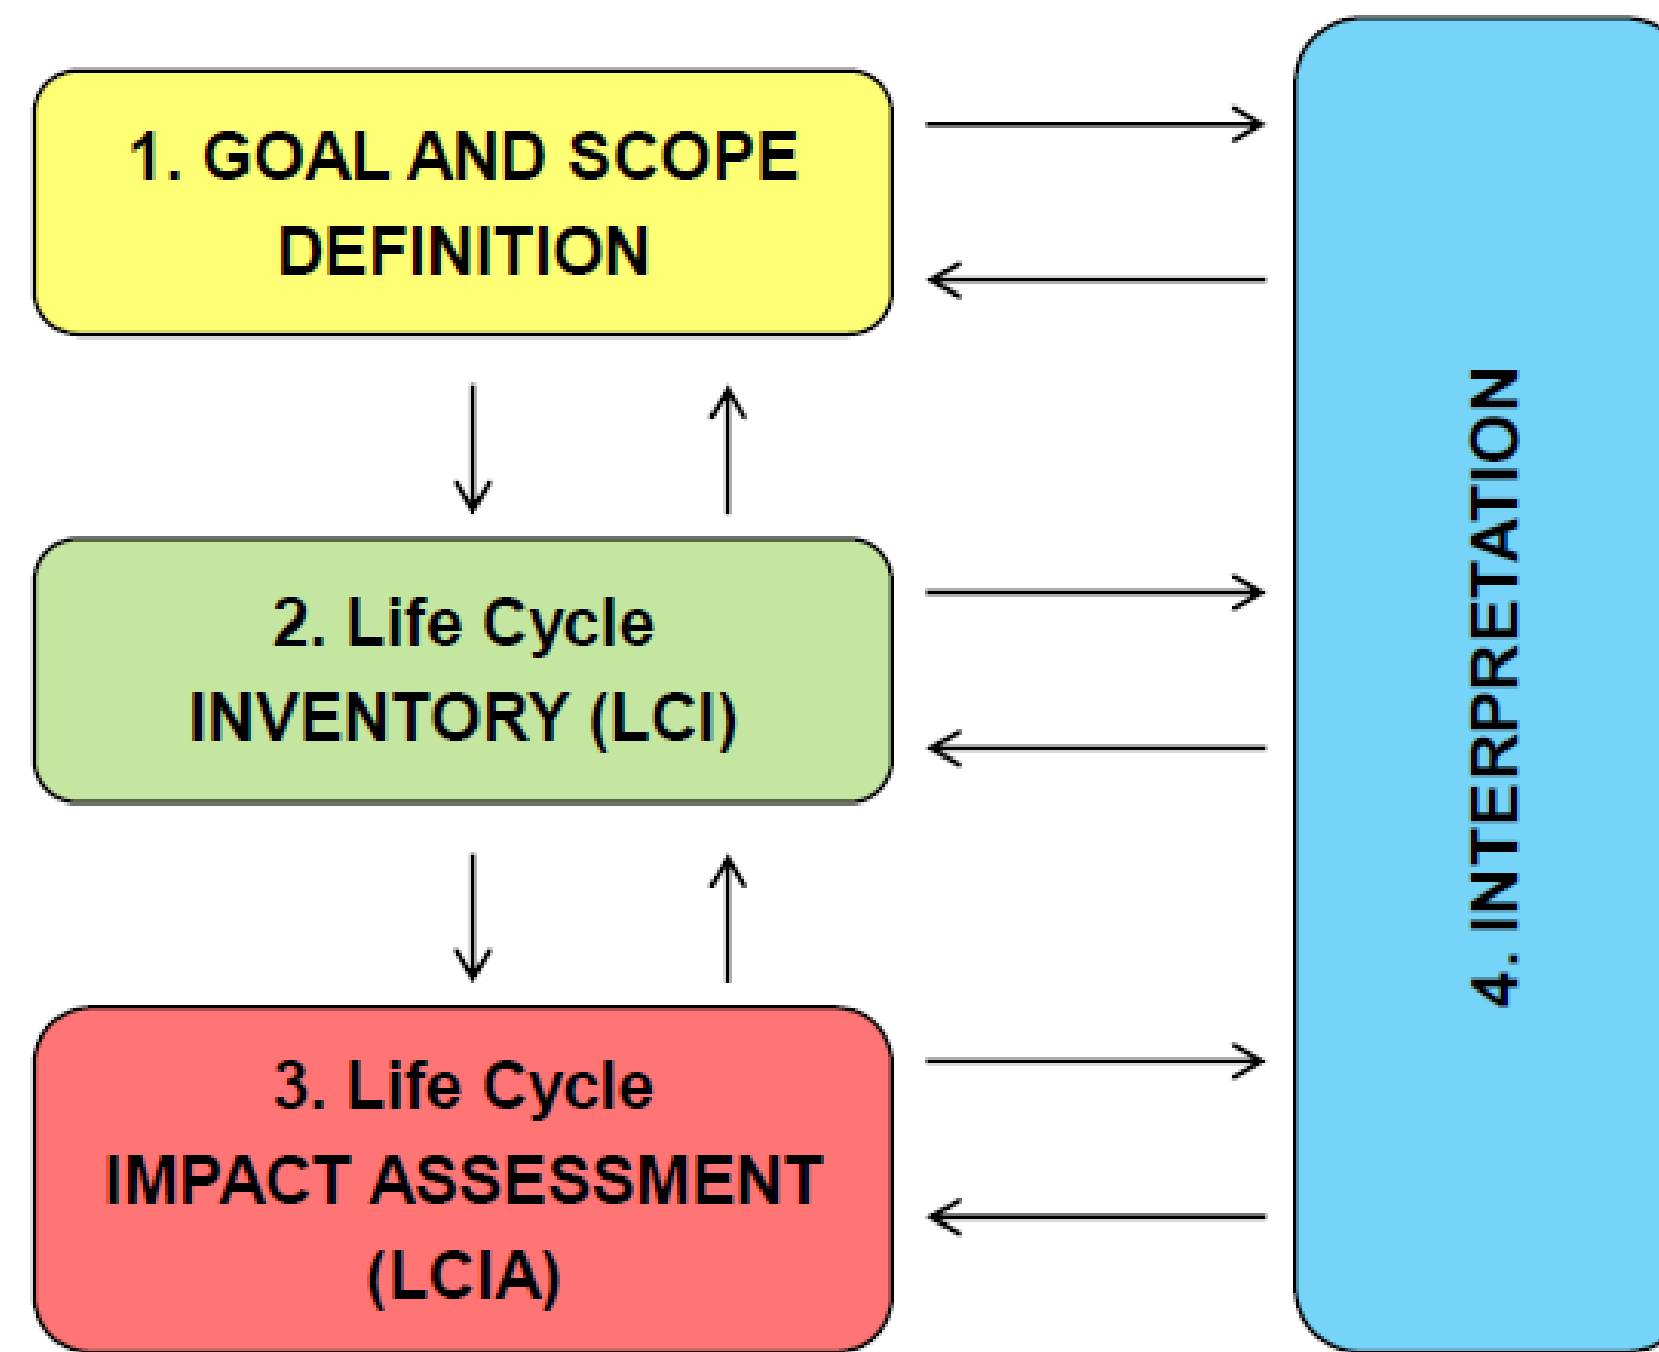 1. GOAL AND SCOPE
DEFINITION
2. Life Cycle
INVENTORY (LCI)
3. Life Cycle
IMPACT ASSESSMENT
(LCIA)
4. INTERPRETATION